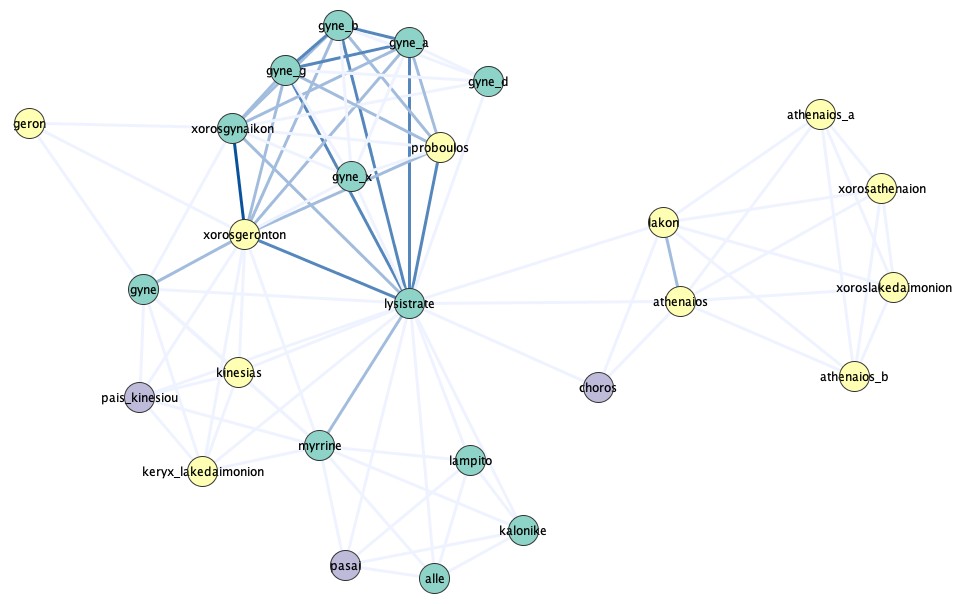 gyne_b
gyne_a
gyne_g
gyne_d
athenaios_a
geron
xorosgynaikon
proboulos
gyne_x
xorosathenaion
lakon
xorosgeronton
gyne
lysistrate
athenaios
xoroslakedaimonion
kinesias
athenaios_b
choros
pais_kinesiou
myrrine
lampito
keryx_lakedaimonion
kalonike
pasai
alle